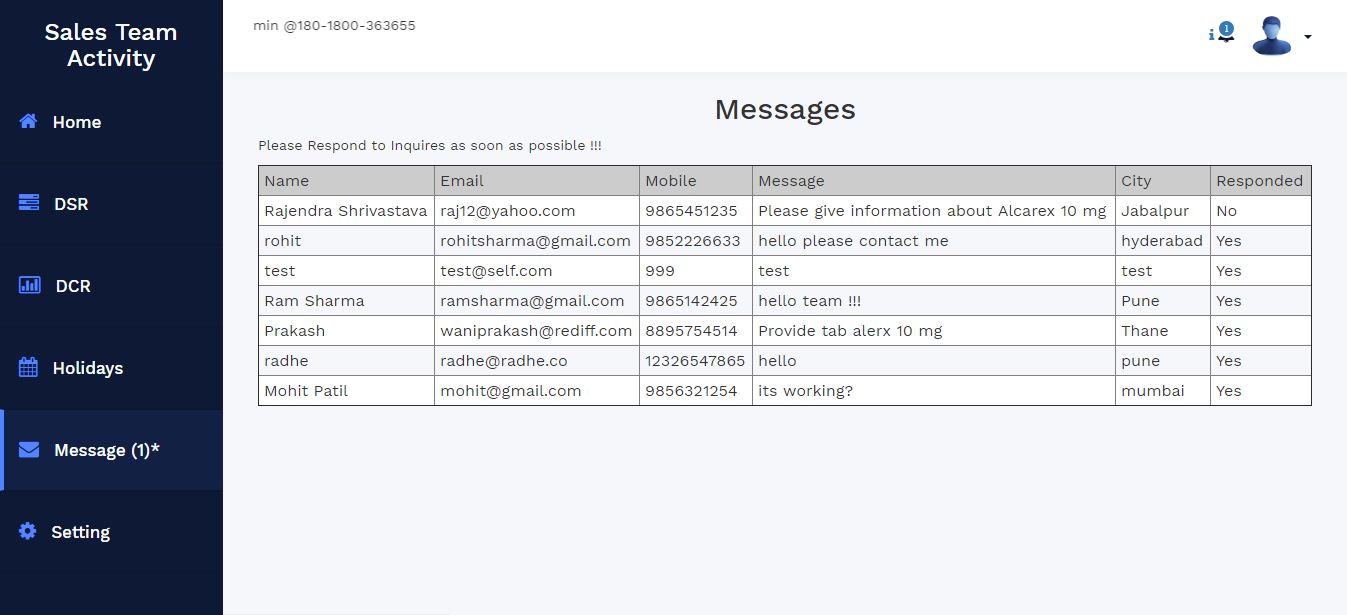 Sales Team
Activity
min @180-1800-363655
1
Home
DSR
DCR
Holidays
Message (1)*
Setting
Messages
Please Respond to Inquires as soon as possible !!!
Name Email Mobile Message City Responded
Rajendra Shrivastava raj12@yahoo.com 9865451235 Please give information about Alcarex 10 mg Jabalpur No
rohit rohitsharma@gmail.com 9852226633 hello please contact me hyderabad Yes
test test@self.com 999 test test Yes
Ram Sharma ramsharma@gmail.com 9865142425 hello team !!! Pune Yes
Prakash waniprakash@rediff.com 8895754514 Provide tab alerx 10 mg Thane Yes
radhe radhe@radhe.co 12326547865 hello pune Yes
Mohit Patil mohit@gmail.com 9856321254 its working? mumbai Yes